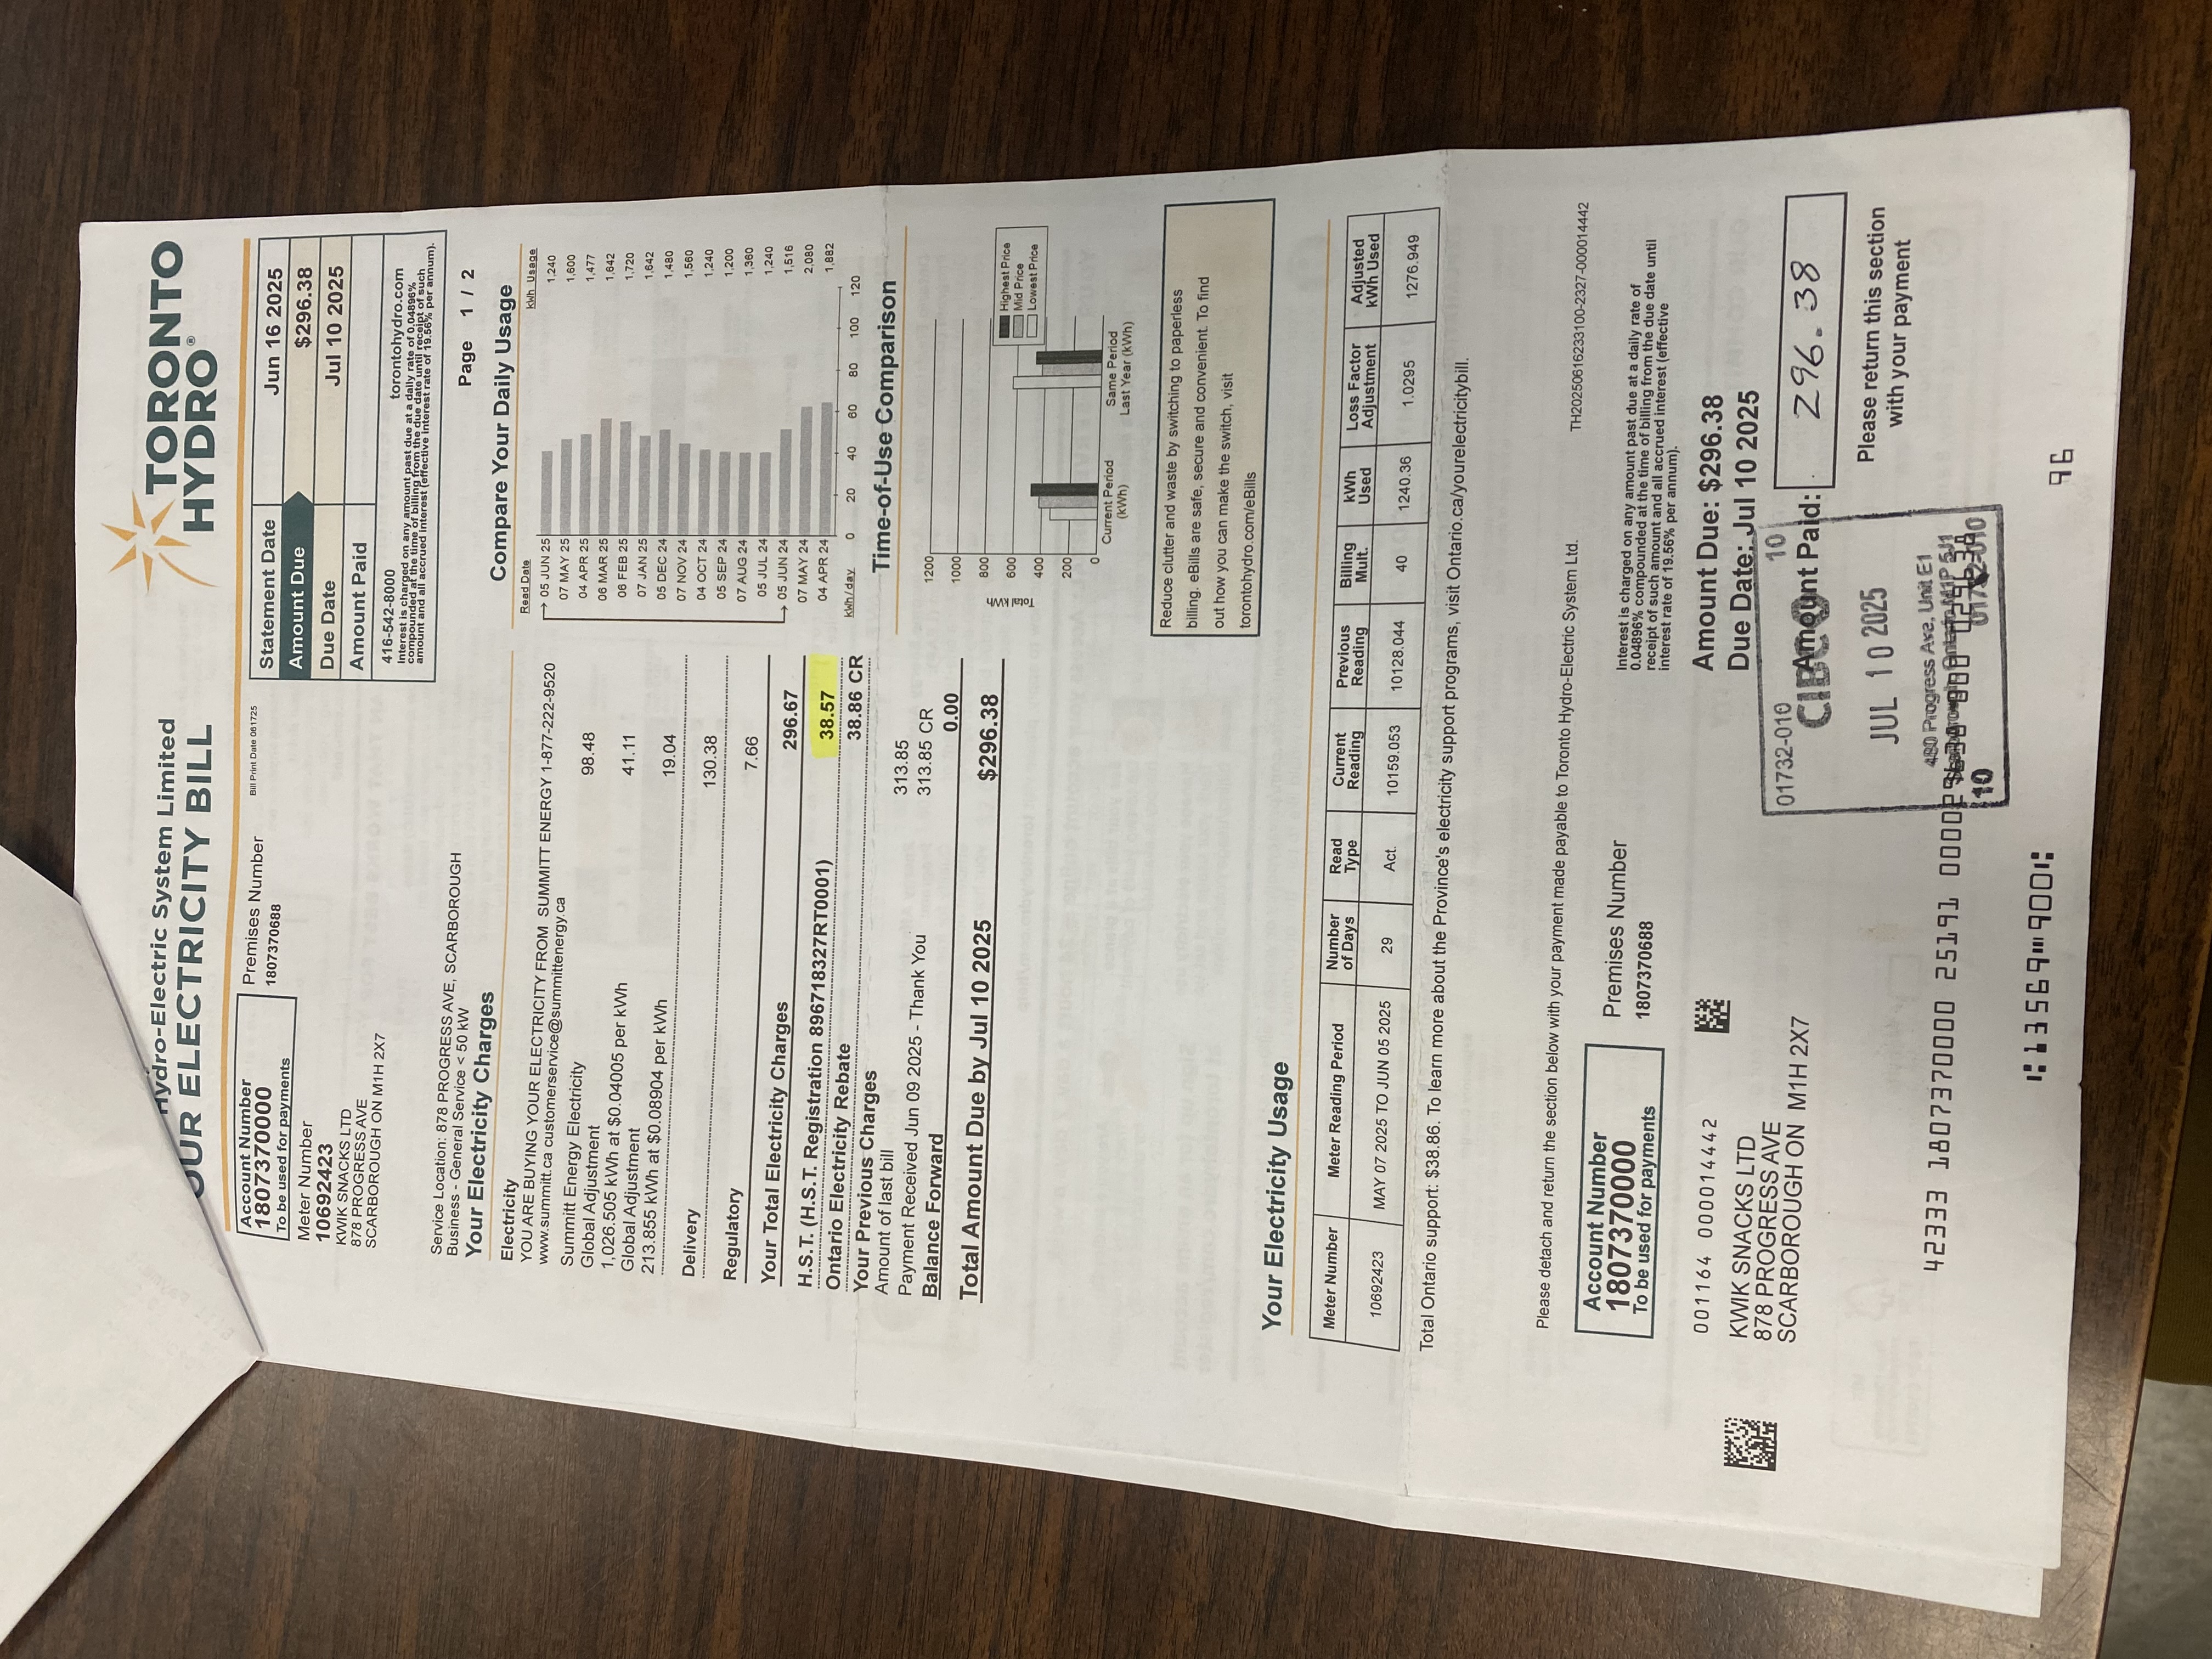 Hydro-Electric System Limited
OUR ELECTRICITY BILL
TORONTO
HYDRO®
Account Number
1807370000
To be used for payments
Premises Number
1807370688
Bill Print Date 061725
Meter Number
10692423
KWIK SNACKS LTD
878 PROGRESS AVE
SCARBOROUGH ON M1H 2X7
Statement Date Jun 16 2025
Amount Due $296.38
Due Date Jul 10 2025
Amount Paid
416-542-8000 torontohydro.com
Interest is charged on any amount past due at a daily rate of 0.04896%
compounded at the time of billing from the due date until receipt of such
amount and all accrued interest (effective interest rate of 19.56% per annum).
Page 1 / 2
Service Location: 878 PROGRESS AVE, SCARBOROUGH
Business - General Service < 50 kW
Your Electricity Charges
Electricity
YOU ARE BUYING YOUR ELECTRICITY FROM SUMMITT ENERGY 1-877-222-9520
www.summitt.ca customerservice@summittenergy.ca
Summitt Energy Electricity 98.48
Global Adjustment
1,026.505 kWh at $0.04005 per kWh 41.11
Global Adjustment
213.855 kWh at $0.08904 per kWh 19.04
Delivery 130.38
Regulatory 7.66
Your Total Electricity Charges 296.67
H.S.T. (H.S.T. Registration 896718327RT0001) 38.57
Ontario Electricity Rebate 38.86 CR
Your Previous Charges
Amount of last bill 313.85
Payment Received Jun 09 2025 - Thank You 313.85 CR
Balance Forward 0.00
Total Amount Due by Jul 10 2025 $296.38
Compare Your Daily Usage
Read Date kWh Usage
05 JUN 25 1,240
07 MAY 25 1,600
04 APR 25 1,477
06 MAR 25 1,642
06 FEB 25 1,720
07 JAN 25 1,642
05 DEC 24 1,480
07 NOV 24 1,560
04 OCT 24 1,240
05 SEP 24 1,200
07 AUG 24 1,360
05 JUL 24 1,240
05 JUN 24 1,516
07 MAY 24 2,080
04 APR 24 1,882
kWh/day 0 20 40 60 80 100 120
Time-of-Use Comparison
1200
1000
800
600
400
200
0
Total kWh
Highest Price
Mid Price
Lowest Price
Current Period
(kWh)
Same Period
Last Year (kWh)
Reduce clutter and waste by switching to paperless
billing. eBills are safe, secure and convenient. To find
out how you can make the switch, visit
torontohydro.com/eBills
Your Electricity Usage
Meter Number Meter Reading Period Number of Days Read Type Current Reading Previous Reading Billing Mult. kWh Used Loss Factor Adjustment Adjusted kWh Used
10692423 MAY 07 2025 TO JUN 05 2025 29 Act. 10159.053 10128.044 40 1240.36 1.0295 1276.949
Total Ontario support: $38.86. To learn more about the Province's electricity support programs, visit Ontario.ca/yourelectricitybill.
Please detach and return the section below with your payment made payable to Toronto Hydro-Electric System Ltd.
TH20250616233100-2327-000014442
Account Number
1807370000
To be used for payments
Premises Number
1807370688
Interest is charged on any amount past due at a daily rate of
0.04896% compounded at the time of billing from the due date until
receipt of such amount and all accrued interest (effective
interest rate of 19.56% per annum).
001164 000014442
Amount Due: $296.38
Due Date: Jul 10 2025
KWIK SNACKS LTD
878 PROGRESS AVE
SCARBOROUGH ON M1H 2X7
01732-010 10
CIBC
Amount Paid: 296.38
JUL 10 2025
Please return this section
with your payment
480 Progress Ave, Unit E1
Scarborough, Ontario M1P 5J1
42333 1807370000 25191 000029638 000 029638
10 01732-010
13569 900
96